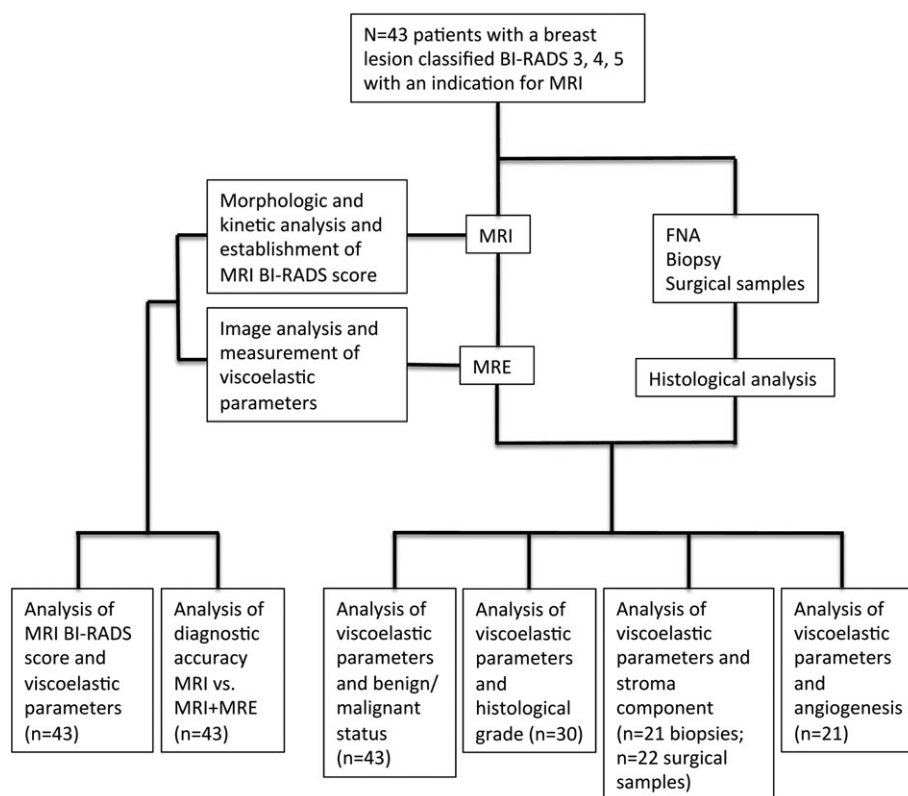 N=43 patients with a breast
lesion classified BI-RADS 3, 4, 5
with an indication for MRI
Morphologic and
kinetic analysis and
establishment of
MRI BI-RADS score
MRI
FNA
Biopsy
Surgical samples
Image analysis and
measurement of
viscoelastic
parameters
MRE
Histological analysis
Analysis of
MRI BI-RADS
score and
viscoelastic
parameters
(n=43)
Analysis of
diagnostic
accuracy
MRI vs.
MRI+MRE
(n=43)
Analysis of
viscoelastic
parameters
and benign/
malignant
status
(n=43)
Analysis of
viscoelastic
parameters
and
histological
grade (n=30)
Analysis of
viscoelastic
parameters and
stroma
component
(n=21 biopsies;
n=22 surgical
samples)
Analysis of
viscoelastic
parameters
and
angiogenesis
(n=21)